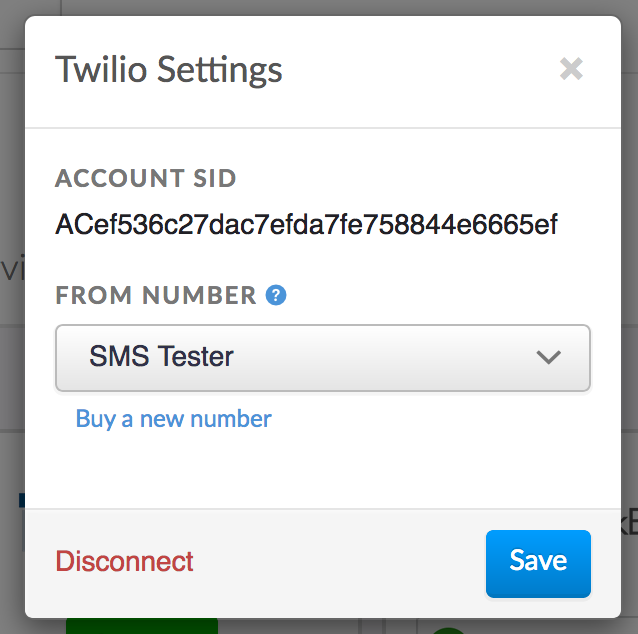 Twilio Settings
ACCOUNT SID
ACef536c27dac7efda7fe758844e6665ef
FROM NUMBER ?
SMS Tester
Buy a new number
Disconnect
Save